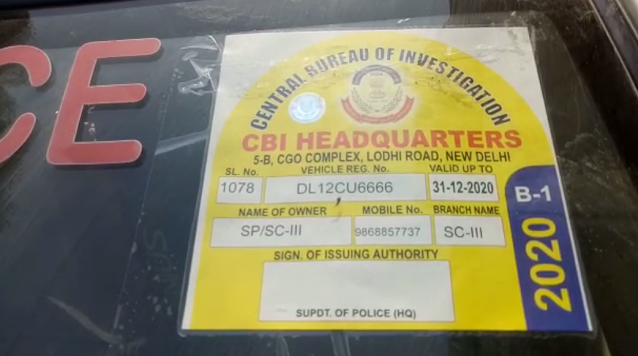 CE
CENTRAL BUREAU OF INVESTIGATION
CBI HEADQUARTERS
5-B, CGO COMPLEX, LODHI ROAD, NEW DELHI
SL. No. VEHICLE REG. No. VALID UP TO
1078 DL12CU6666 31-12-2020
B-1
NAME OF OWNER MOBILE No. BRANCH NAME
SP/SC-III 9868857737 SC-III
2020
SIGN. OF ISSUING AUTHORITY
SUPDT. OF POLICE (HQ)